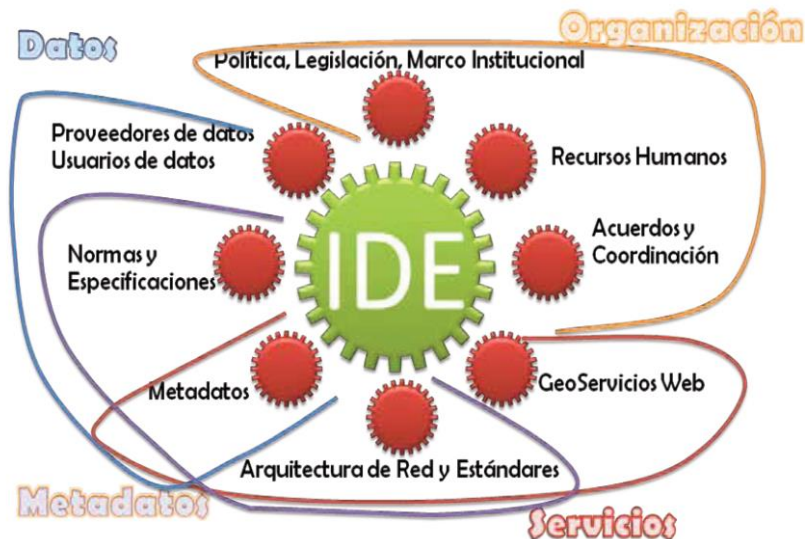 Organización
Datos
Política, Legislación, Marco Institucional
Proveedores de datos
Usuarios de datos
Recursos Humanos
Acuerdos y
Coordinación
Normas y
Especificaciones
IDE
Metadatos
GeoServicios Web
Arquitectura de Red y Estándares
Metadatos
Servicios